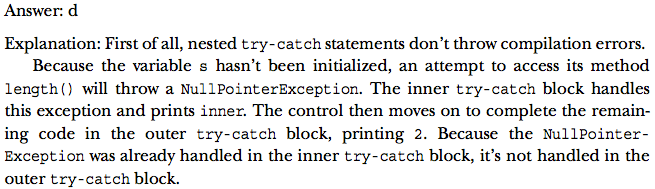 Answer: d
Explanation: First of all, nested try-catch statements don't throw compilation errors.
Because the variable s hasn't been initialized, an attempt to access its method
length() will throw a NullPointerException. The inner try-catch block handles
this exception and prints inner. The control then moves on to complete the remain-
ing code in the outer try-catch block, printing 2. Because the NullPointer-
Exception was already handled in the inner try-catch block, it's not handled in the
outer try-catch block.